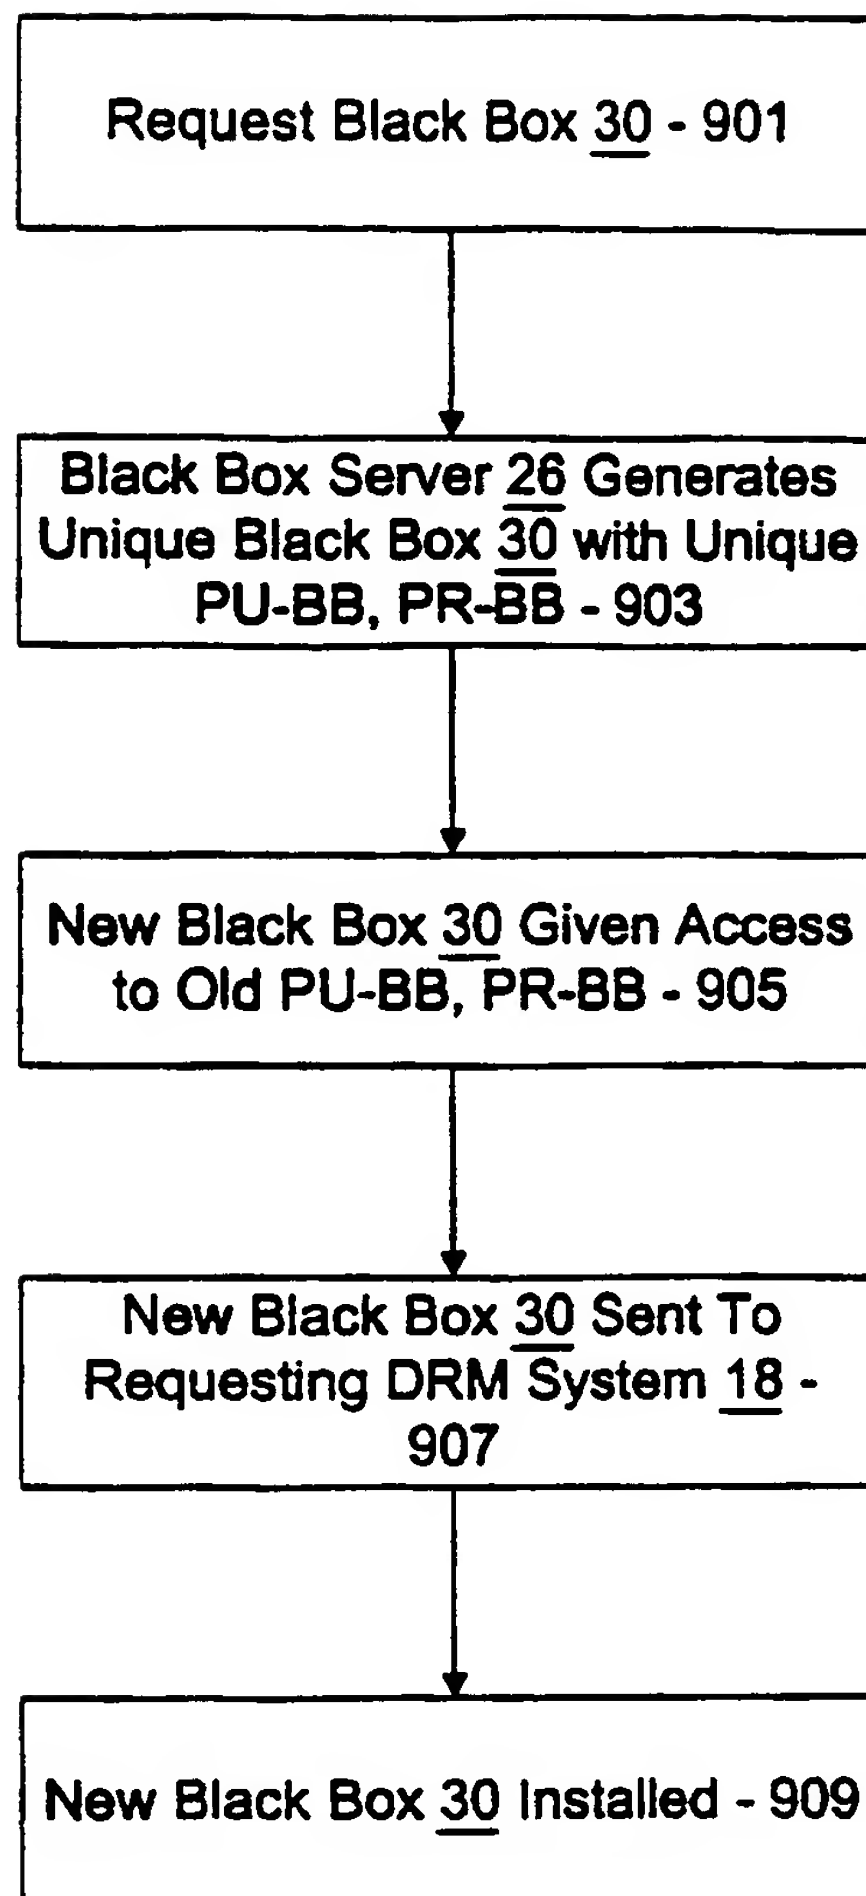 Request Black Box 30 - 901
Black Box Server 26 Generates
Unique Black Box 30 with Unique
PU-BB, PR-BB - 903
New Black Box 30 Given Access
to Old PU-BB, PR-BB - 905
New Black Box 30 Sent To
Requesting DRM System 18 -
907
New Black Box 30 Installed - 909